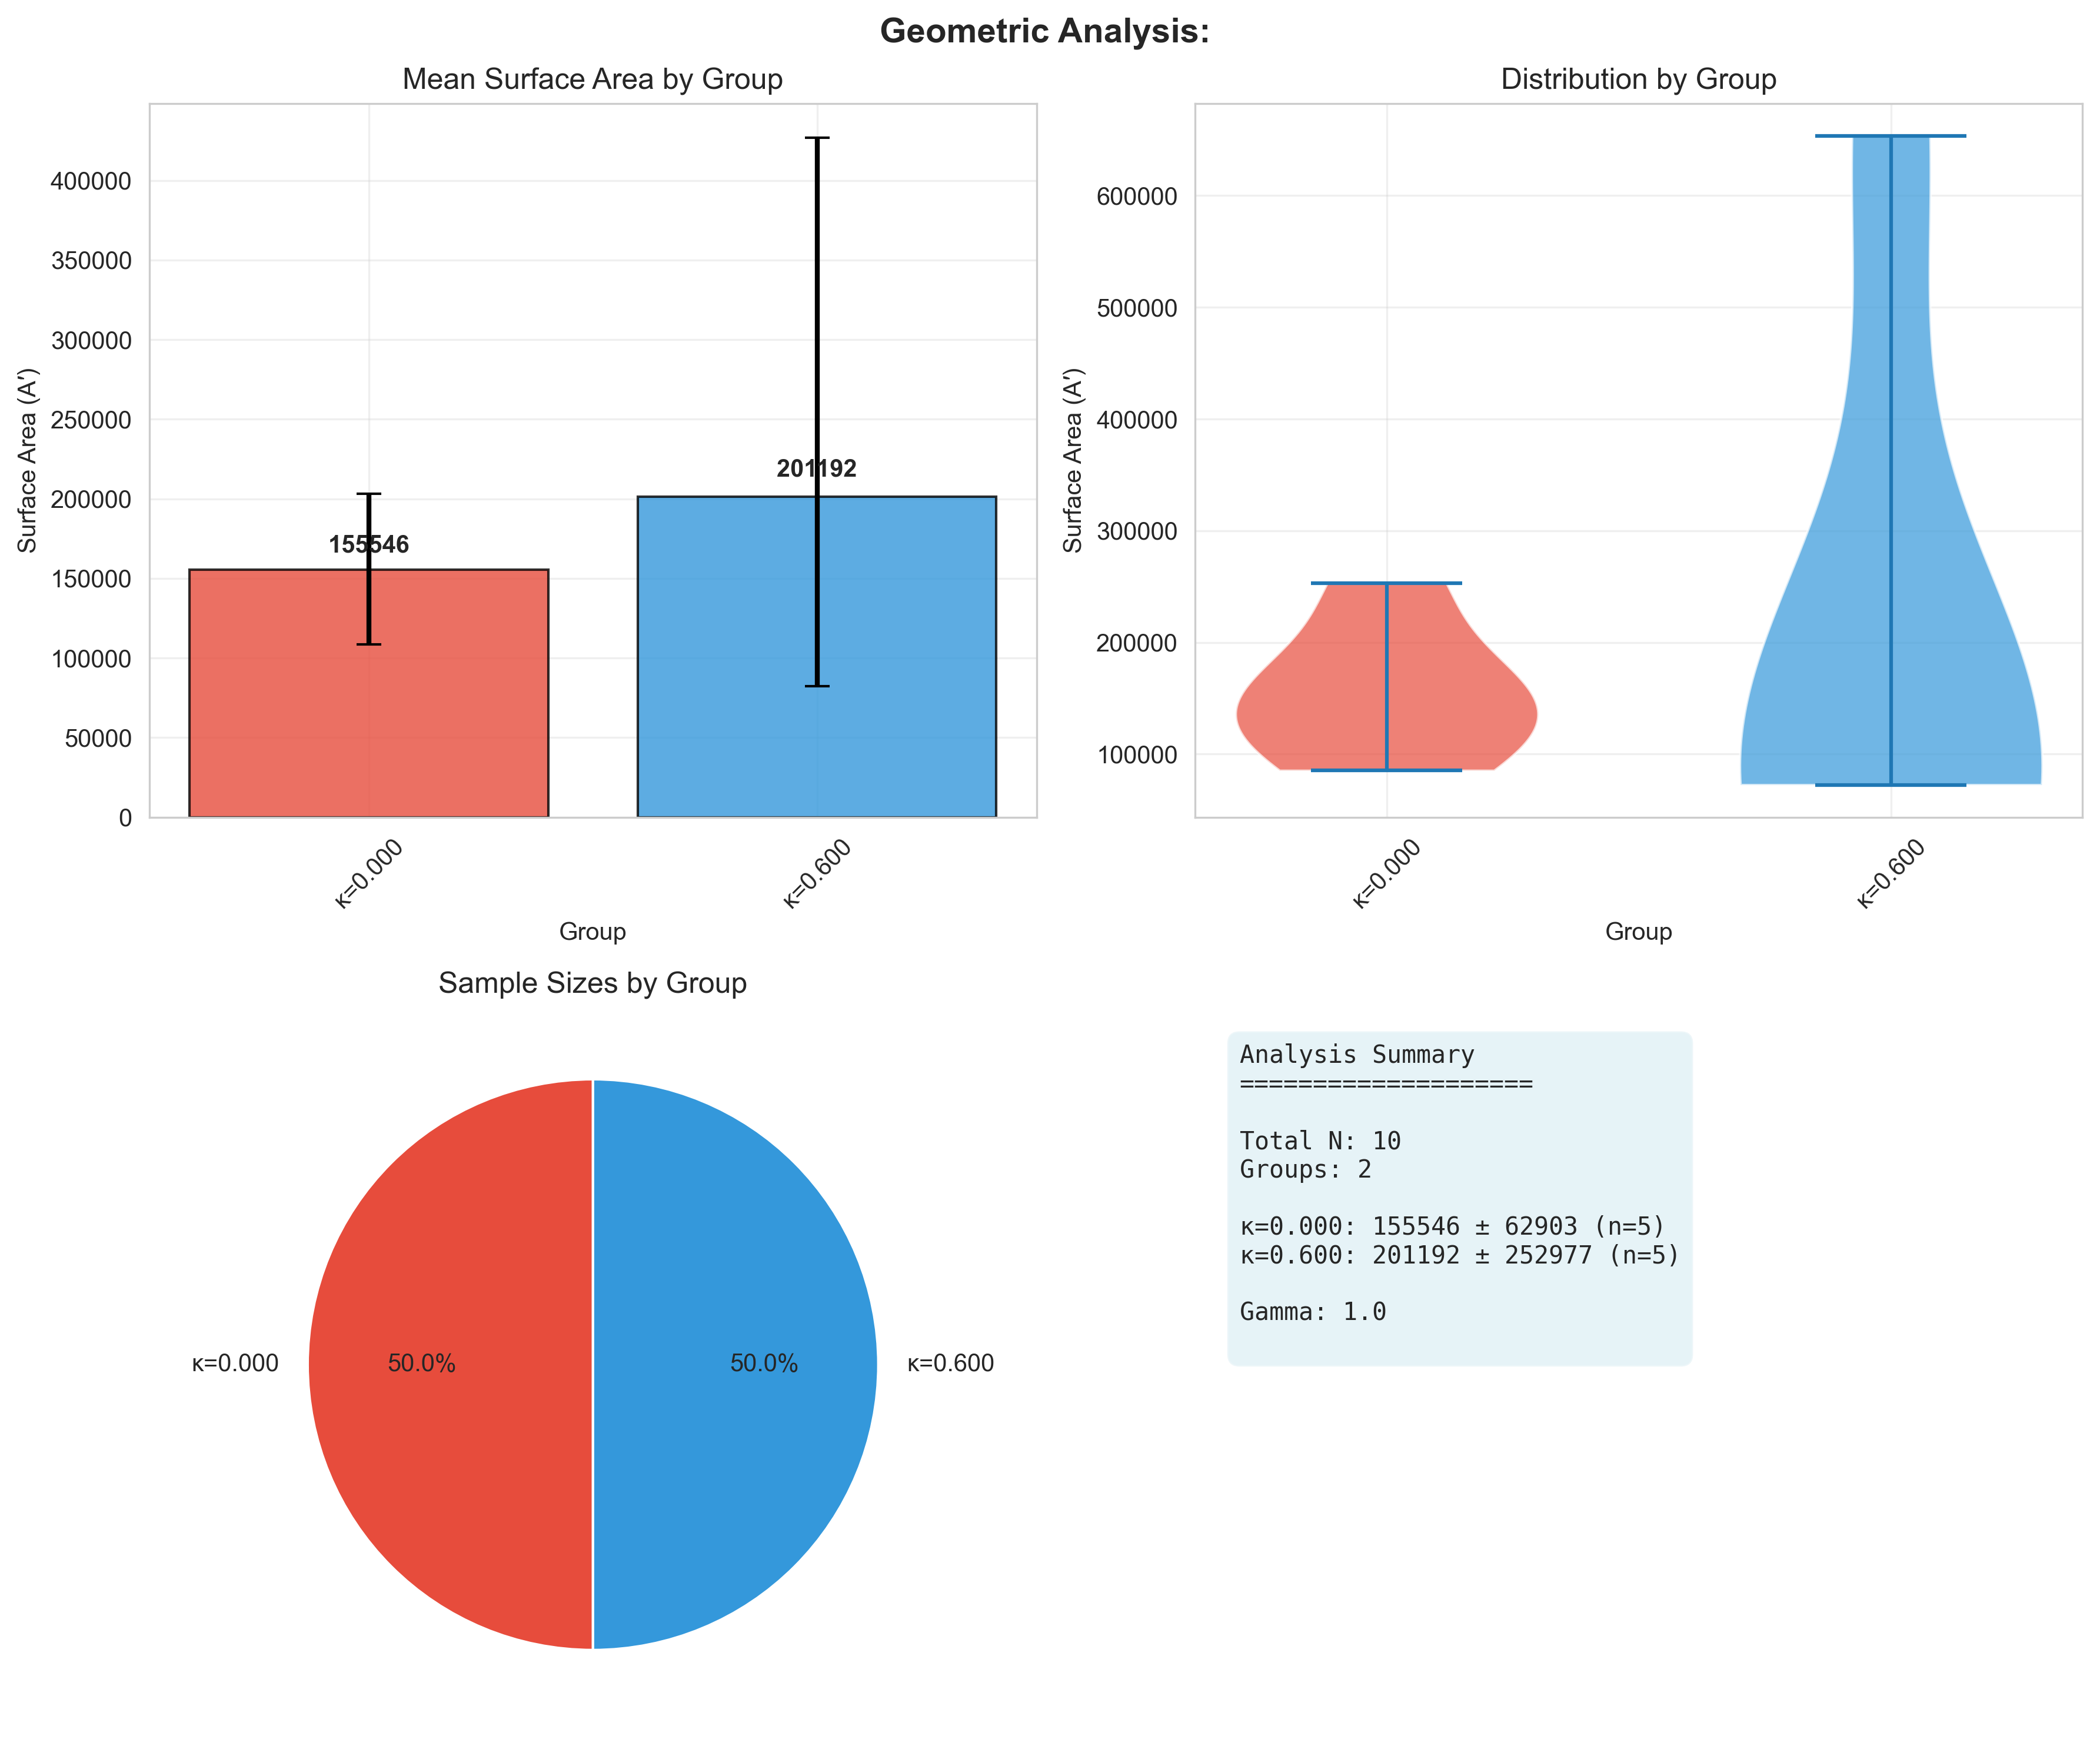 Geometric Analysis:
Mean Surface Area by Group
Surface Area (A′)
400000
350000
300000
250000
200000
150000
100000
50000
0
155546
201192
κ=0.000
κ=0.600
Group
Distribution by Group
Surface Area (A′)
600000
500000
400000
300000
200000
100000
κ=0.000
κ=0.600
Group
Sample Sizes by Group
κ=0.000
50.0%
50.0%
κ=0.600
Analysis Summary
====================
Total N: 10
Groups: 2
κ=0.000: 155546 ± 62903 (n=5)
κ=0.600: 201192 ± 252977 (n=5)
Gamma: 1.0